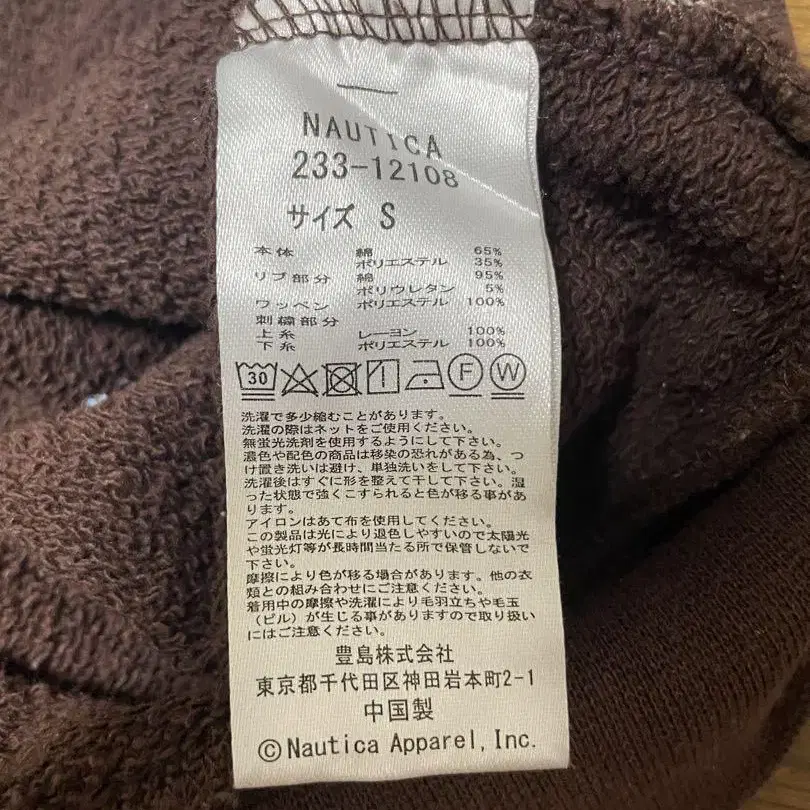 NAUTICA
233-12108
サイズ S
本体 綿 65%
ポリエステル 35%
リブ部分 綿 95%
ポリウレタン 5%
ワッペン ポリエステル 100%
刺繍部分
上糸 レーヨン 100%
下糸 ポリエステル 100%
30 F W
洗濯で多少縮むことがあります。
洗濯の際はネットをご使用ください。
無蛍光洗剤を使用するようにして下さい。
濃色や配色の商品は移染の恐れがある為、つ
け置き洗いは避け、単独洗いをして下さい。
洗濯後はすぐに形を整えて干して下さい。湿
った状態で強くこすられると色が移る事があ
ります。
アイロンはあて布を使用してください。
この製品は光により退色しやすいので太陽光
や蛍光灯等が長時間当たる所で保管しないで
下さい。
摩擦により色が移る場合があります。他の衣
類との組み合わせにご注意ください。
着用中の摩擦や洗濯により毛羽立ちや毛玉
(ピル)が生じる事がありますので取り扱い
にはご注意ください。
豊島株式会社
東京都千代田区神田岩本町2-1
中国製
©Nautica Apparel, Inc.